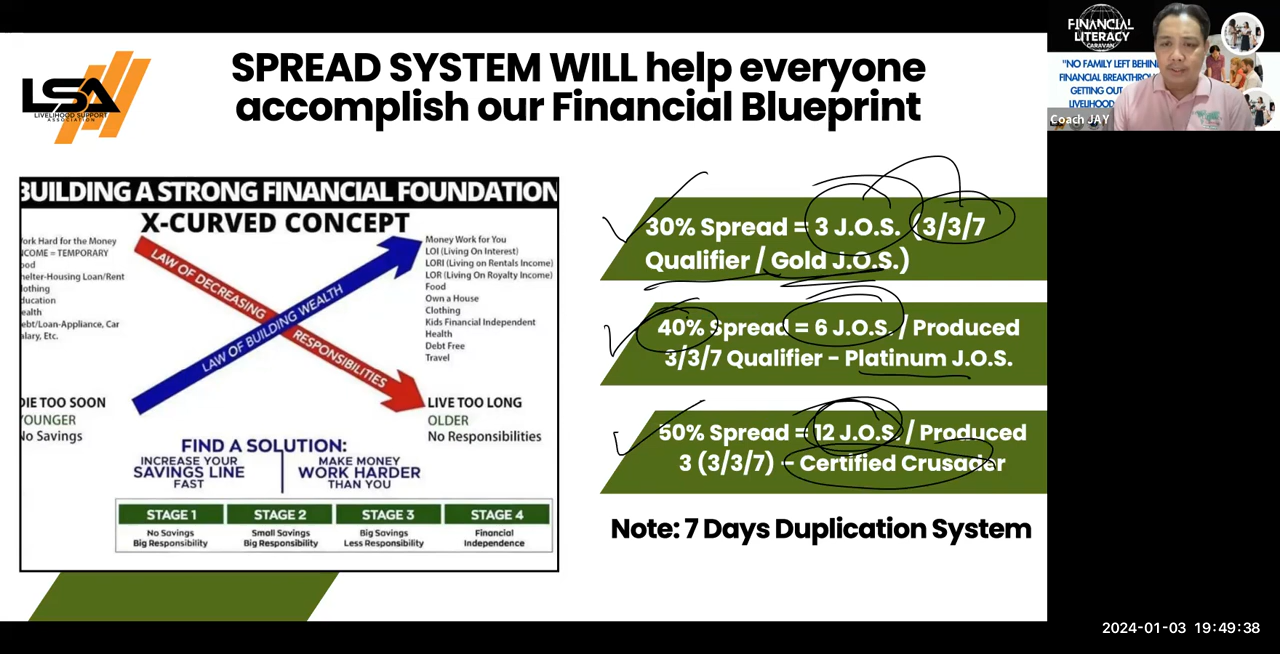 SPREAD SYSTEM WILL help everyone
accomplish our Financial Blueprint
LSA
LIVELIHOOD SUPPORT
ASSOCIATION
BUILDING A STRONG FINANCIAL FOUNDATION
X-CURVED CONCEPT
ork Hard for the Money
COME = TEMPORARY
ood
helter-Housing Loan/Rent
lothing
ducation
ealth
ebt/Loan-Appliance, Car
alary, Etc.
Money Work for You
LOI (Living On Interest)
LORI (Living on Rentals Income)
LOR (Living On Royalty Income)
Food
Own a House
Clothing
Kids Financial Independent
Health
Debt Free
Travel
LAW OF DECREASING RESPONSIBILITIES
LAW OF BUILDING WEALTH
DIE TOO SOON
YOUNGER
No Savings
LIVE TOO LONG
OLDER
No Responsibilities
FIND A SOLUTION:
INCREASE YOUR
SAVINGS LINE
FAST
MAKE MONEY
WORK HARDER
THAN YOU
STAGE 1
No Savings
Big Responsibility
STAGE 2
Small Savings
Big Responsibility
STAGE 3
Big Savings
Less Responsibility
STAGE 4
Financial
Independence
30% Spread = 3 J.O.S. (3/3/7
Qualifier / Gold J.O.S.)
40% Spread = 6 J.O.S. / Produced
3/3/7 Qualifier - Platinum J.O.S.
50% Spread = 12 J.O.S. / Produced
3 (3/3/7) - Certified Crusader
Note: 7 Days Duplication System
FINANCIAL
LITERACY
CARAVAN
"NO FAMILY LEFT BEHIN
FINANCIAL BREAKTHROU
GETTING OUT
LIVELIHOOD
Coach JAY
2024-01-03 19:49:38